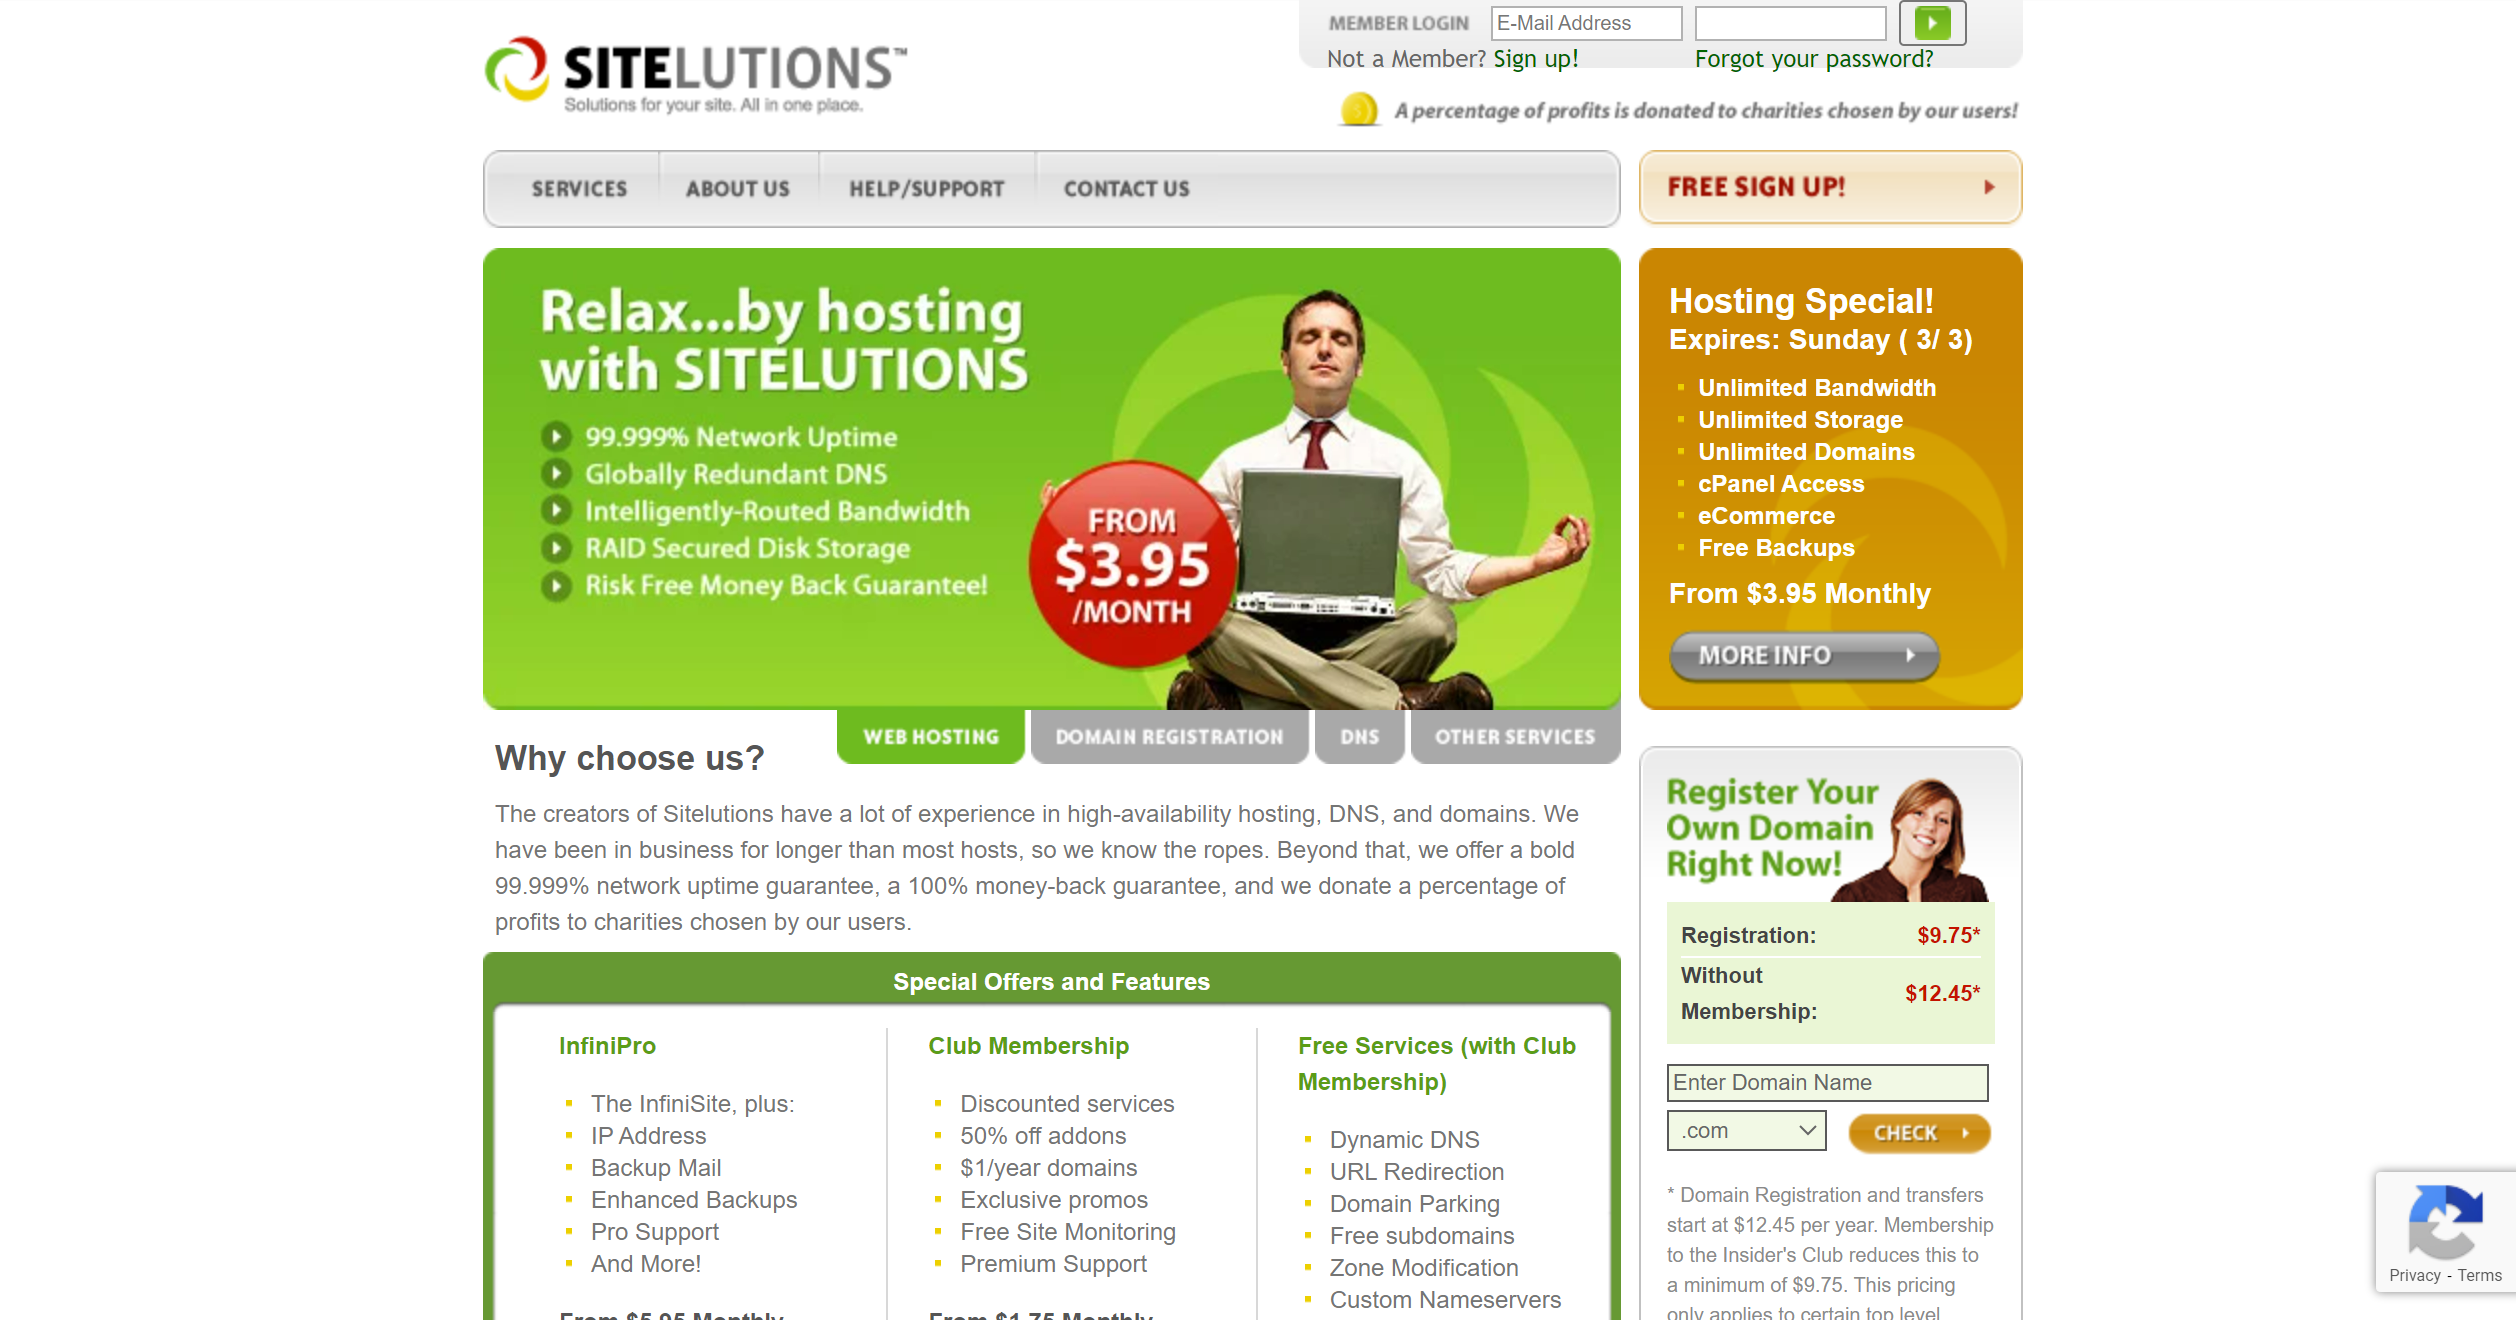 MEMBER LOGIN
E-Mail Address
Not a Member? Sign up!
Forgot your password?
SITELUTIONS™
Solutions for your site. All in one place.
A percentage of profits is donated to charities chosen by our users!
SERVICES
ABOUT US
HELP/SUPPORT
CONTACT US
FREE SIGN UP!
Relax...by hosting
with SITELUTIONS
99.999% Network Uptime
Globally Redundant DNS
Intelligently-Routed Bandwidth
RAID Secured Disk Storage
Risk Free Money Back Guarantee!
FROM
$3.95
/MONTH
Hosting Special!
Expires: Sunday ( 3/ 3)
Unlimited Bandwidth
Unlimited Storage
Unlimited Domains
cPanel Access
eCommerce
Free Backups
From $3.95 Monthly
MORE INFO
WEB HOSTING
DOMAIN REGISTRATION
DNS
OTHER SERVICES
Why choose us?
The creators of Sitelutions have a lot of experience in high-availability hosting, DNS, and domains. We
have been in business for longer than most hosts, so we know the ropes. Beyond that, we offer a bold
99.999% network uptime guarantee, a 100% money-back guarantee, and we donate a percentage of
profits to charities chosen by our users.
Special Offers and Features
InfiniPro
The InfiniSite, plus:
IP Address
Backup Mail
Enhanced Backups
Pro Support
And More!
From $5.95 Monthly
Club Membership
Discounted services
50% off addons
$1/year domains
Exclusive promos
Free Site Monitoring
Premium Support
From $1.75 Monthly
Free Services (with Club
Membership)
Dynamic DNS
URL Redirection
Domain Parking
Free subdomains
Zone Modification
Custom Nameservers
Register Your
Own Domain
Right Now!
Registration: $9.75*
Without
Membership: $12.45*
Enter Domain Name
.com
CHECK
* Domain Registration and transfers
start at $12.45 per year. Membership
to the Insider's Club reduces this to
a minimum of $9.75. This pricing
only applies to certain top level
Privacy - Terms